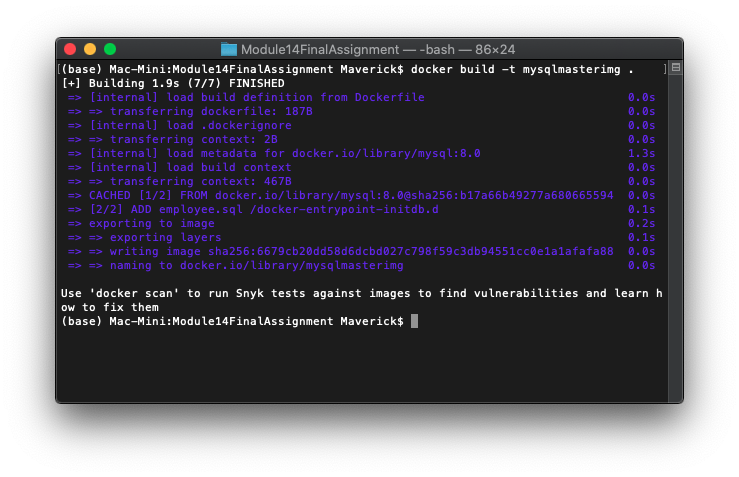 Module14FinalAssignment — -bash — 86×24
[(base) Mac-Mini:Module14FinalAssignment Maverick$ docker build -t mysqlmasterimg . ]
[+] Building 1.9s (7/7) FINISHED
=> [internal] load build definition from Dockerfile 0.0s
=> => transferring dockerfile: 187B 0.0s
=> [internal] load .dockerignore 0.0s
=> => transferring context: 2B 0.0s
=> [internal] load metadata for docker.io/library/mysql:8.0 1.3s
=> [internal] load build context 0.0s
=> => transferring context: 467B 0.0s
=> CACHED [1/2] FROM docker.io/library/mysql:8.0@sha256:b17a66b49277a680665594 0.0s
=> [2/2] ADD employee.sql /docker-entrypoint-initdb.d 0.1s
=> exporting to image 0.2s
=> => exporting layers 0.1s
=> => writing image sha256:6679cb20dd58d6dcbd027c798f59c3db94551cc0e1a1afafa88 0.0s
=> => naming to docker.io/library/mysqlmasterimg 0.0s
Use 'docker scan' to run Snyk tests against images to find vulnerabilities and learn h
ow to fix them
(base) Mac-Mini:Module14FinalAssignment Maverick$